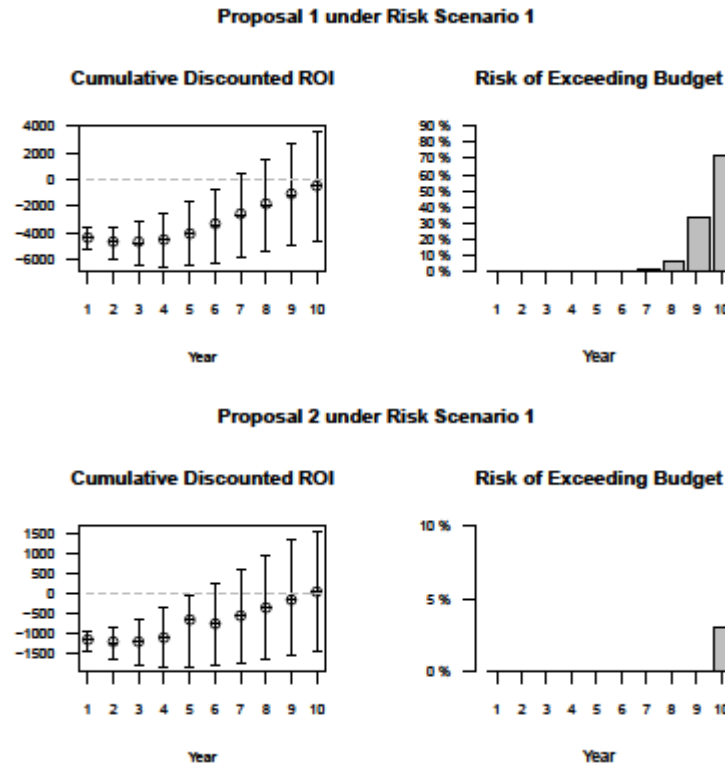 Proposal 1 under Risk Scenario 1
Cumulative Discounted ROI
4000
2000
0
−2000
−4000
−6000
1 2 3 4 5 6 7 8 9 10
Year
Risk of Exceeding Budget
90 %
80 %
70 %
60 %
50 %
40 %
30 %
20 %
10 %
0 %
1 2 3 4 5 6 7 8 9 10
Year
Proposal 2 under Risk Scenario 1
Cumulative Discounted ROI
1500
1000
500
0
−500
−1000
−1500
1 2 3 4 5 6 7 8 9 10
Year
Risk of Exceeding Budget
10 %
5 %
0 %
1 2 3 4 5 6 7 8 9 10
Year